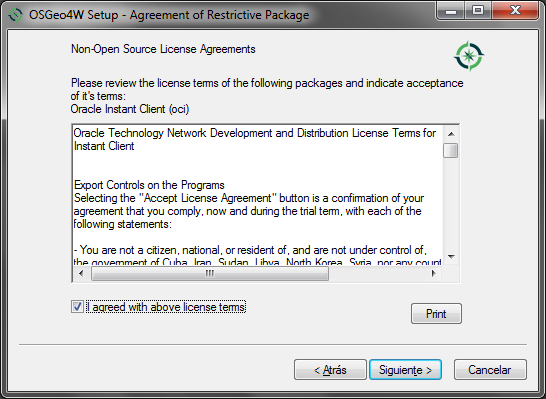 OSGeo4W Setup - Agreement of Restrictive Package
Non-Open Source License Agreements
Please review the license terms of the following packages and indicate acceptance
of it's terms:
Oracle Instant Client (oci)
Oracle Technology Network Development and Distribution License Terms for
Instant Client
Export Controls on the Programs
Selecting the "Accept License Agreement" button is a confirmation of your
agreement that you comply, now and during the trial term, with each of the
following statements:
- You are not a citizen, national, or resident of, and are not under control of,
the government of Cuba, Iran, Sudan, Libya, North Korea, Syria, nor any count
I agreed with above license terms
Print
< Atrás
Siguiente >
Cancelar